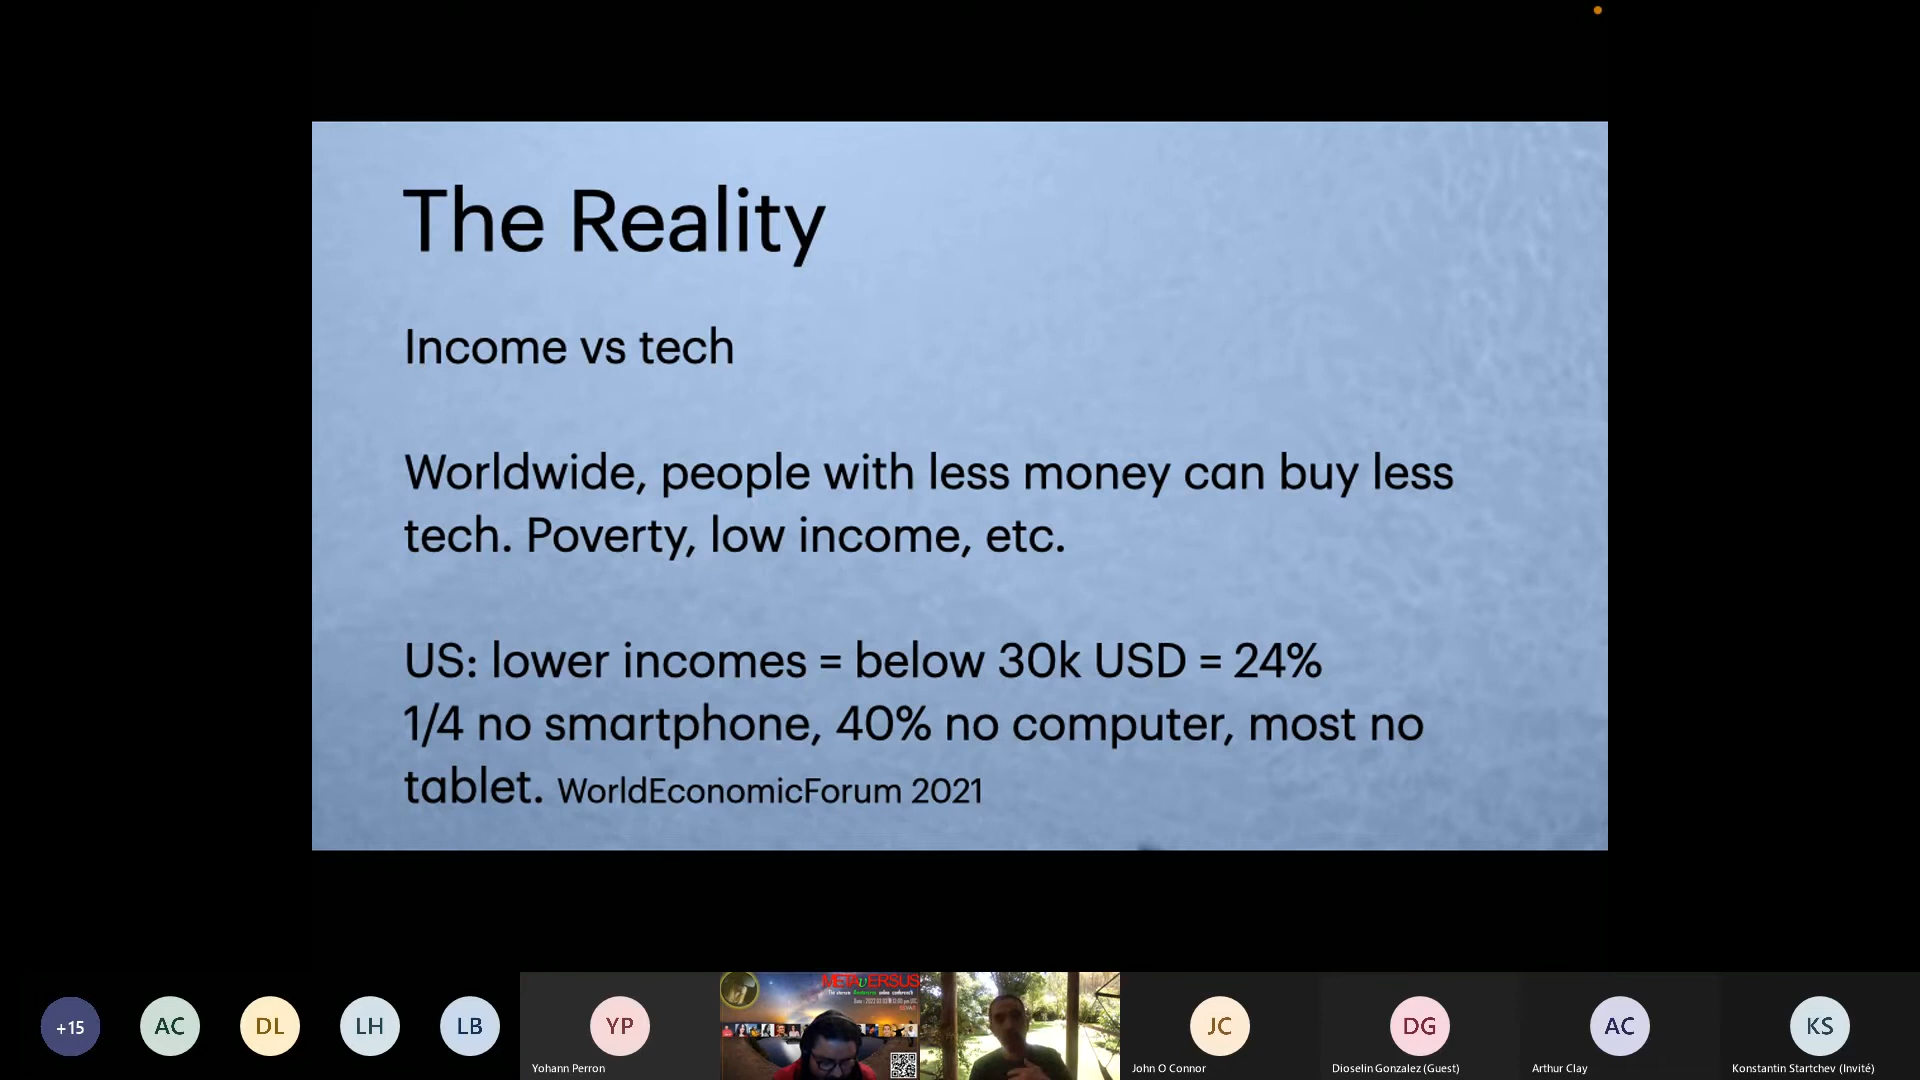 The Reality
Income vs tech
Worldwide, people with less money can buy less
tech. Poverty, low income, etc.
US: lower incomes = below 30k USD = 24%
1/4 no smartphone, 40% no computer, most no
tablet. WorldEconomicForum 2021
+15
AC
DL
LH
LB
YP
Yohann Perron
METAvERSUS
JC
John O Connor
DG
Dioselin Gonzalez (Guest)
AC
Arthur Clay
KS
Konstantin Startchev (Invité)